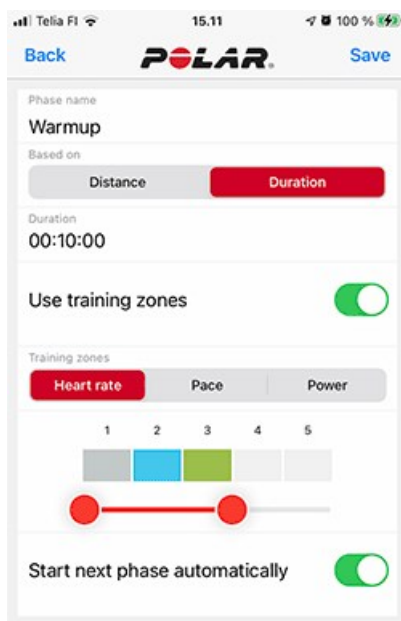 Telia FI 15.11 100 %
Back POLAR. Save
Phase name
Warmup
Based on
Distance Duration
Duration
00:10:00
Use training zones
Training zones
Heart rate Pace Power
1 2 3 4 5
Start next phase automatically